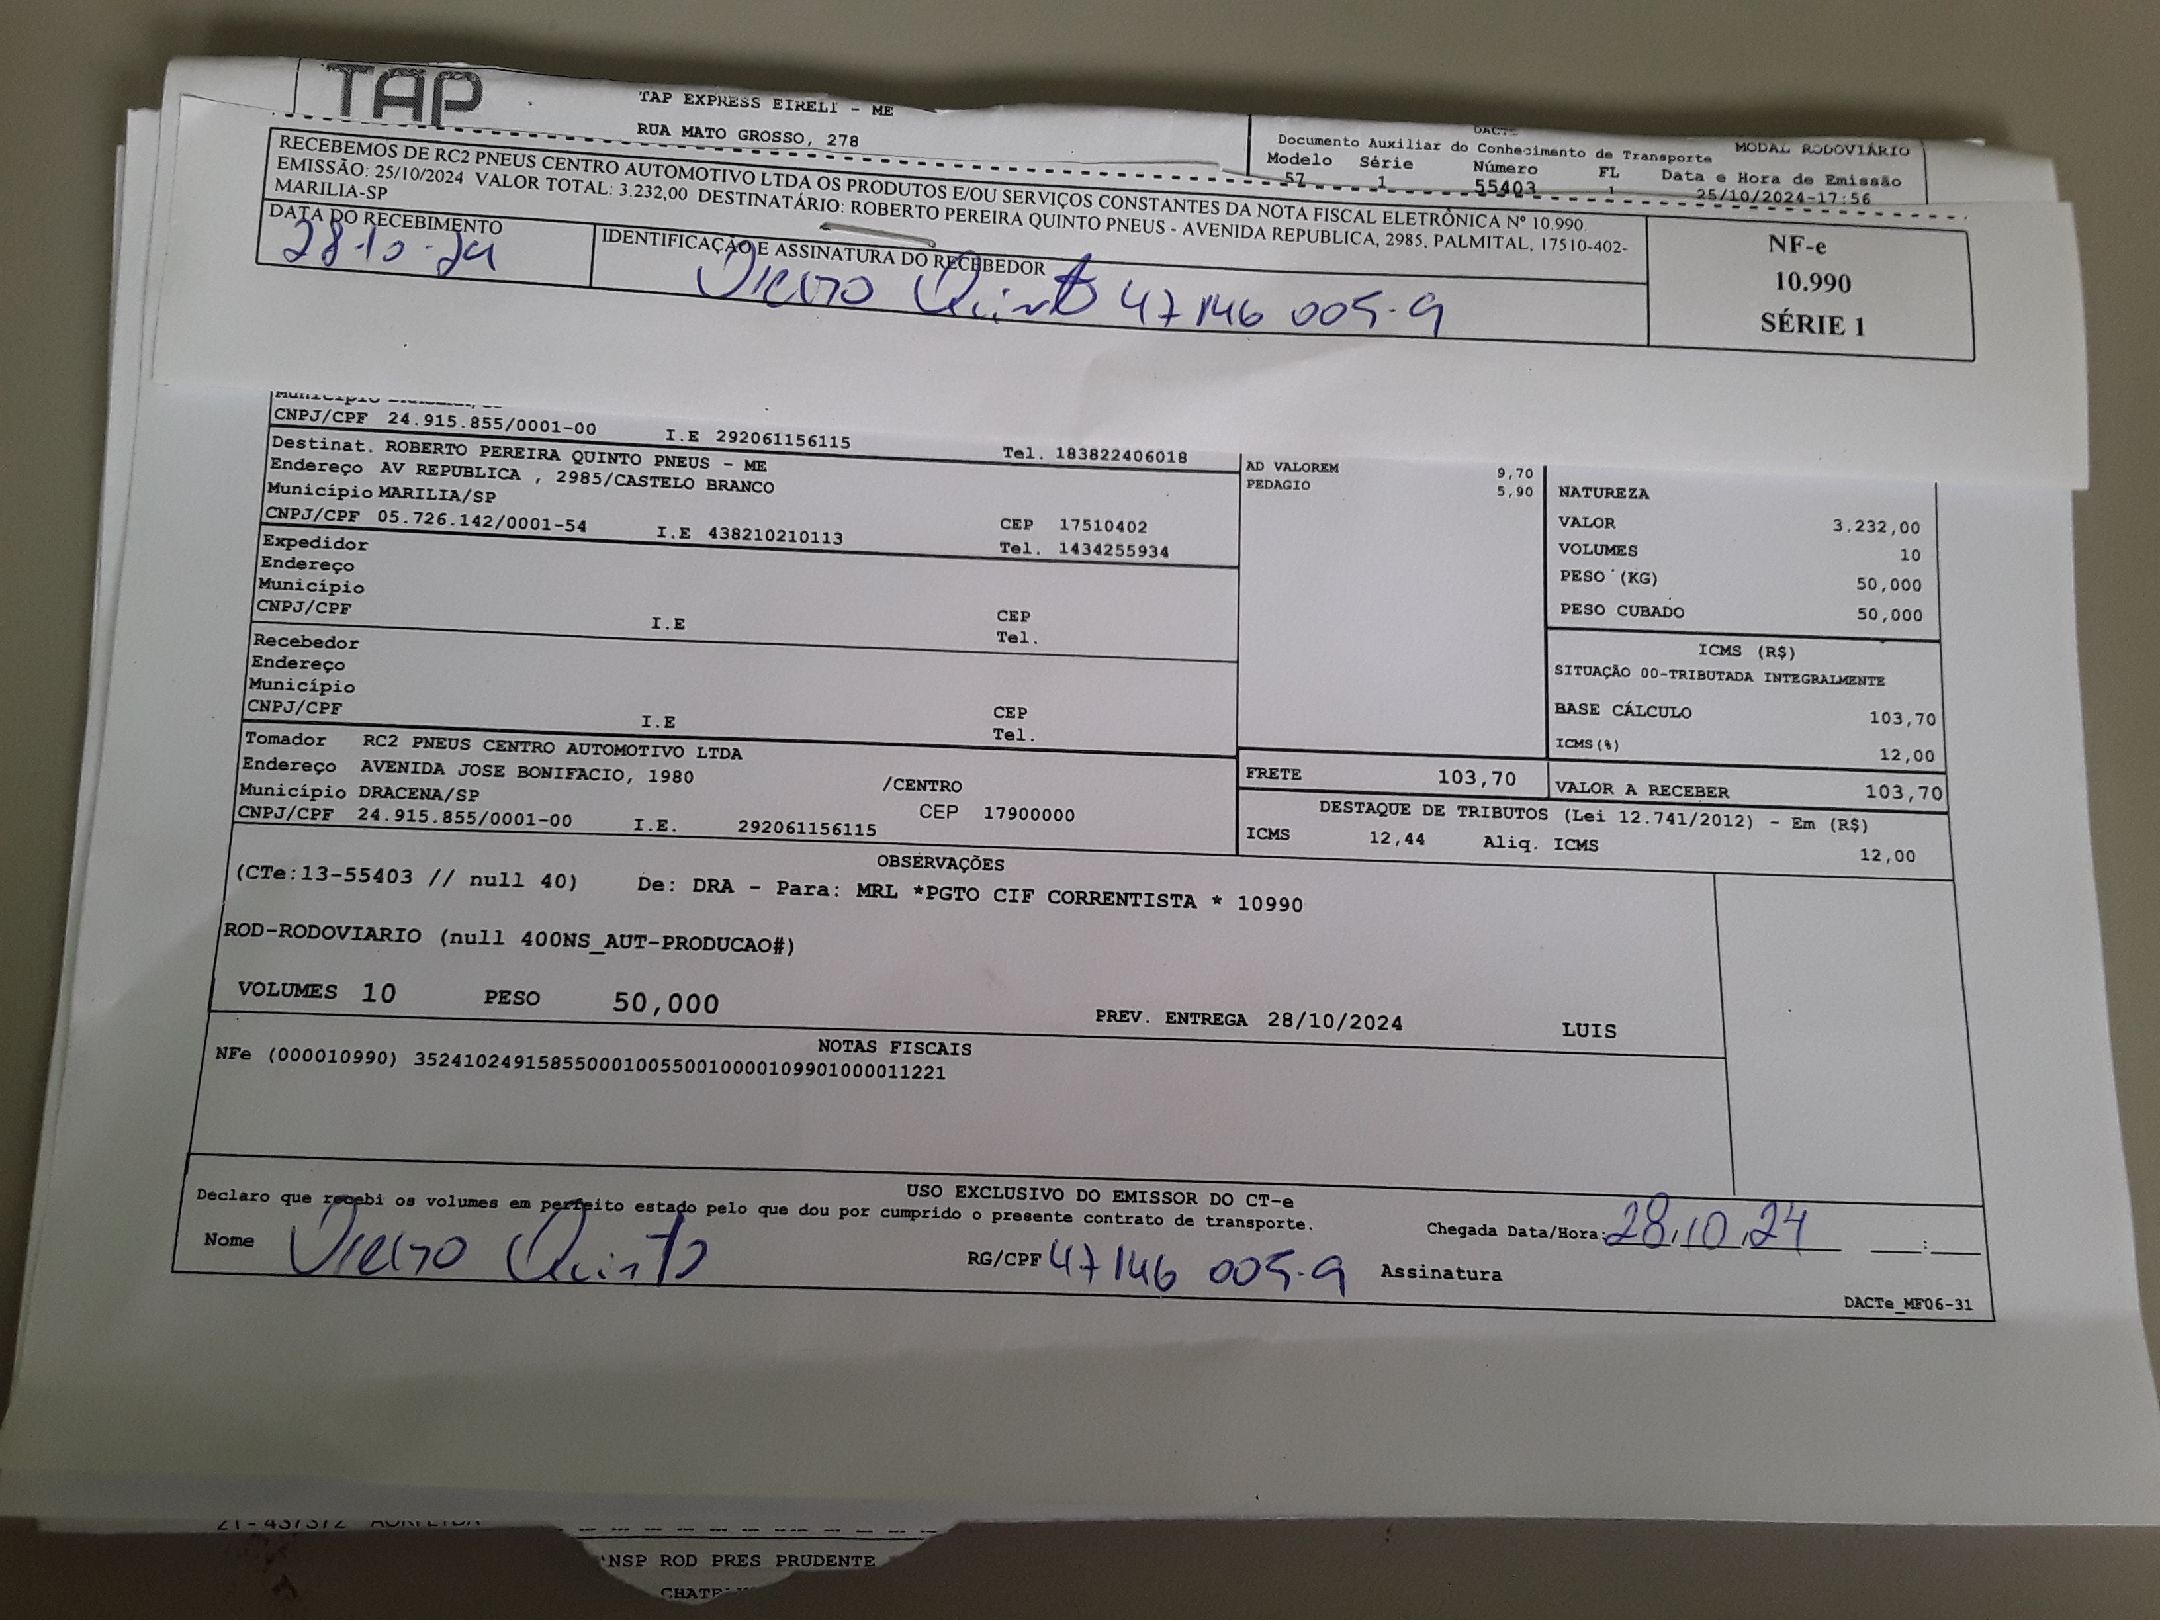 TAP
TAP EXPRESS EIRELI - ME
RUA MATO GROSSO, 278
DACTE
Documento Auxiliar do Conhecimento de Transporte
MODAL RODOVIÁRIO
Modelo Série Número FL Data e Hora de Emissão
57 1 55403 1 25/10/2024-17:56
RECEBEMOS DE RC2 PNEUS CENTRO AUTOMOTIVO LTDA OS PRODUTOS E/OU SERVIÇOS CONSTANTES DA NOTA FISCAL ELETRÔNICA Nº 10.990
EMISSÃO: 25/10/2024 VALOR TOTAL: 3.232,00 DESTINATÁRIO: ROBERTO PEREIRA QUINTO PNEUS - AVENIDA REPUBLICA, 2985, PALMITAL, 17510-402-
MARILIA-SP
DATA DO RECEBIMENTO
28-10-24
IDENTIFICAÇÃO E ASSINATURA DO RECEBEDOR
Quinto 47146 005-9
NF-e
10.990
SÉRIE 1
Município
CNPJ/CPF 24.915.855/0001-00 I.E 292061156115 Tel. 183822406018
Destinat. ROBERTO PEREIRA QUINTO PNEUS - ME
Endereço AV REPUBLICA , 2985/CASTELO BRANCO
Município MARILIA/SP CEP 17510402
CNPJ/CPF 05.726.142/0001-54 I.E 438210210113 Tel. 1434255934
Expedidor
Endereço
Município CEP
CNPJ/CPF I.E Tel.
Recebedor
Endereço
Município CEP
CNPJ/CPF I.E Tel.
Tomador RC2 PNEUS CENTRO AUTOMOTIVO LTDA
Endereço AVENIDA JOSE BONIFACIO, 1980 /CENTRO
Município DRACENA/SP CEP 17900000
CNPJ/CPF 24.915.855/0001-00 I.E. 292061156115
AD VALOREM 9,70
PEDAGIO 5,90
NATUREZA
VALOR 3.232,00
VOLUMES 10
PESO (KG) 50,000
PESO CUBADO 50,000
ICMS (R$)
SITUAÇÃO 00-TRIBUTADA INTEGRALMENTE
BASE CÁLCULO 103,70
ICMS(%) 12,00
FRETE 103,70 VALOR A RECEBER 103,70
DESTAQUE DE TRIBUTOS (Lei 12.741/2012) - Em (R$)
ICMS 12,44 Aliq. ICMS 12,00
OBSERVAÇÕES
(CTe:13-55403 // null 40) De: DRA - Para: MRL *PGTO CIF CORRENTISTA * 10990
ROD-RODOVIARIO (null 400NS_AUT-PRODUCAO#)
VOLUMES 10 PESO 50,000 PREV. ENTREGA 28/10/2024 LUIS
NOTAS FISCAIS
NFe (000010990) 35241024915855000100550010000109901000011221
USO EXCLUSIVO DO EMISSOR DO CT-e
Declaro que recebi os volumes em perfeito estado pelo que dou por cumprido o presente contrato de transporte.
Chegada Data/Hora: 28.10.24 :
Nome Quinto RG/CPF 47146 005-9 Assinatura
DACTe_MF06-31
NSP ROD PRES PRUDENTE